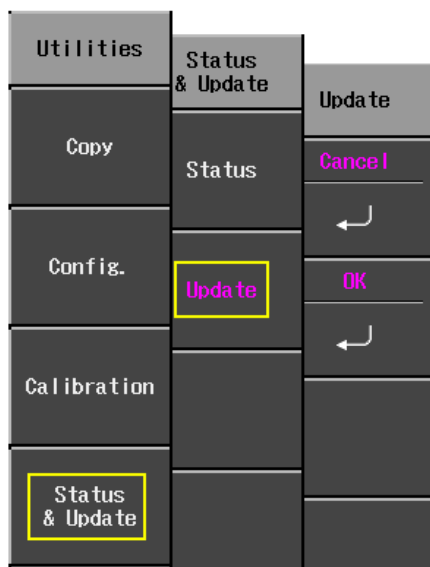 Utilities
Copy
Config.
Calibration
Status
& Update
Status
& Update
Status
Update
Update
Cancel
OK